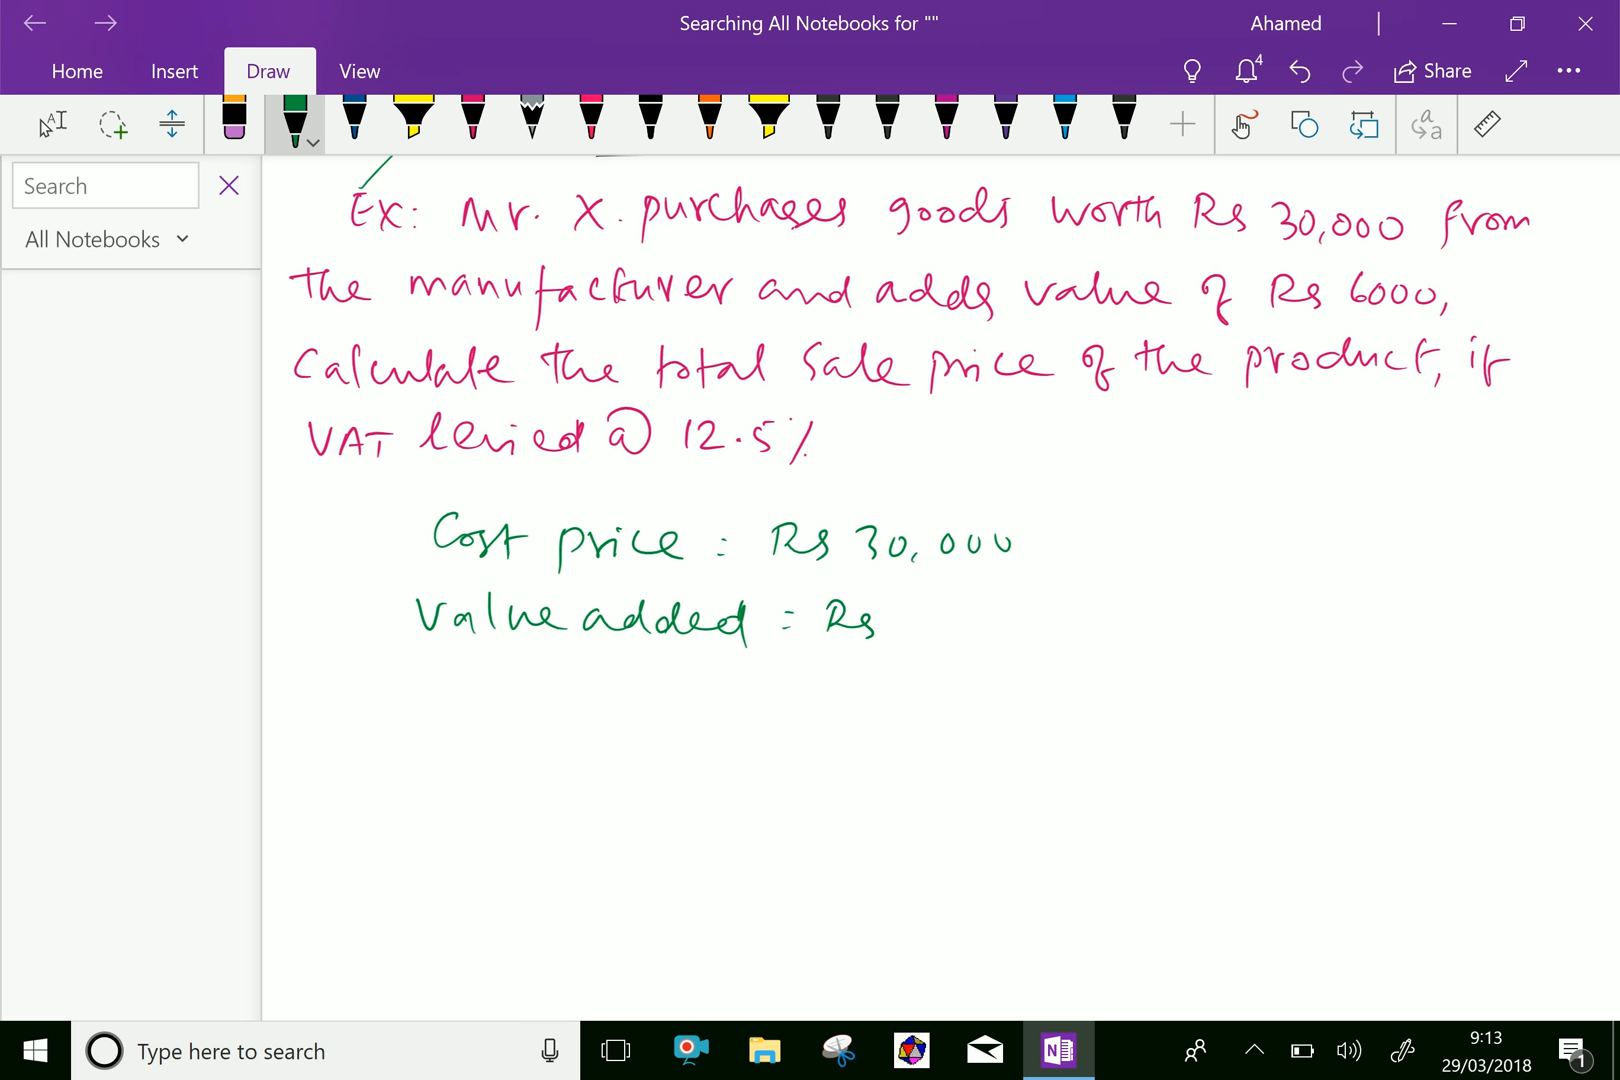 Searching All Notebooks for ""
Ahamed
Home Insert Draw View
4
Share
Search
All Notebooks
Ex: Mr. X. purchases goods worth Rs 30,000 from
the manufacturer and adds value of Rs 6000,
Calculate the total sale price of the product, if
VAT levied @ 12.5%
Cost price : Rs 30,000
Value added = Rs
Type here to search
9:13
29/03/2018
1